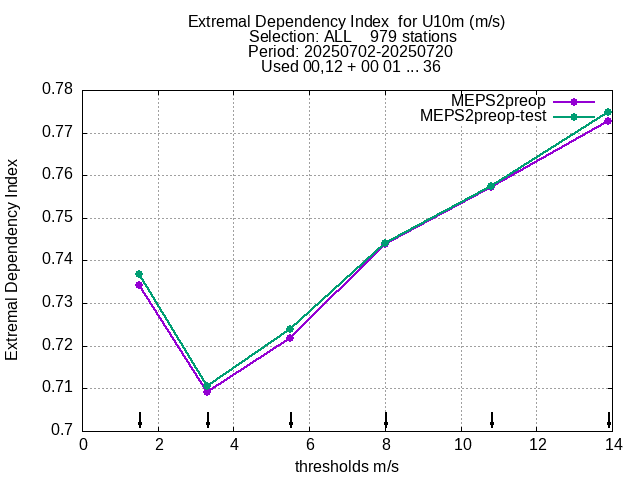 Extremal Dependency Index  for U10m (m/s)
Selection: ALL    979 stations
Period: 20250702-20250720
Used 00,12 + 00 01 ... 36
MEPS2preop
MEPS2preop-test
Extremal Dependency Index
0.78
0.77
0.76
0.75
0.74
0.73
0.72
0.71
0.7
0 2 4 6 8 10 12 14
thresholds m/s